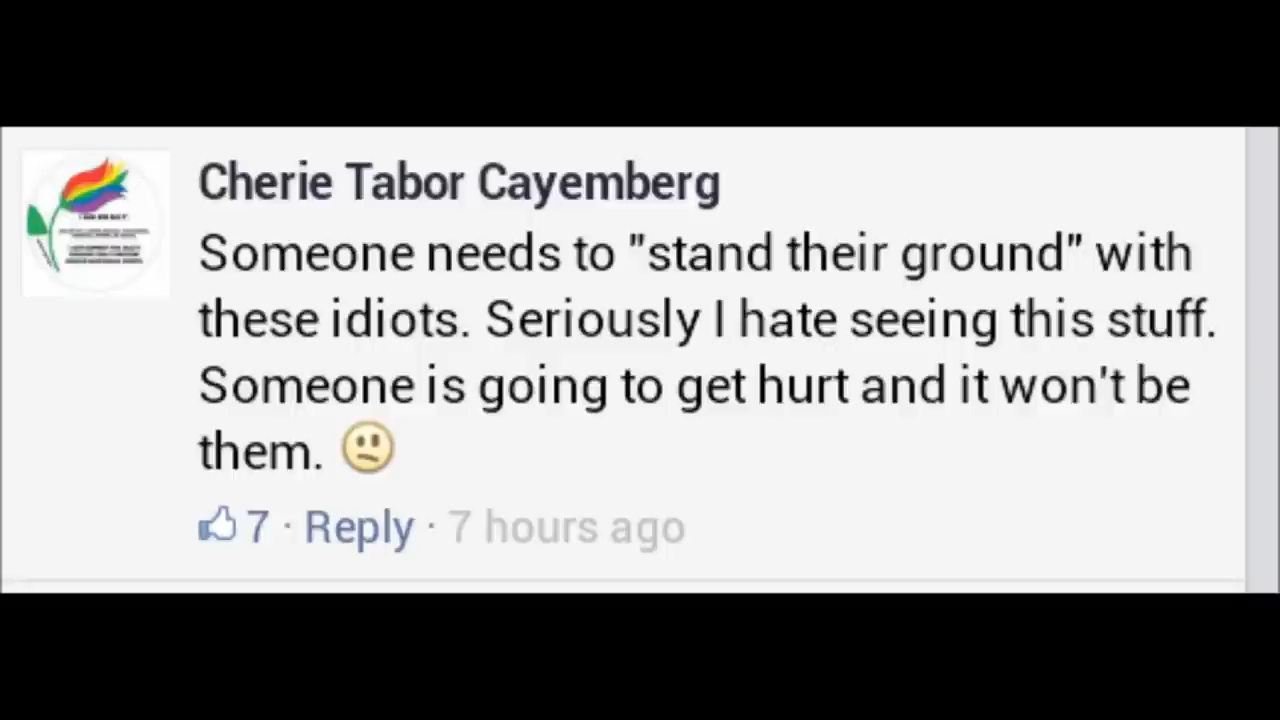 Cherie Tabor Cayemberg
Someone needs to "stand their ground" with
these idiots. Seriously I hate seeing this stuff.
Someone is going to get hurt and it won't be
them.
7 · Reply · 7 hours ago